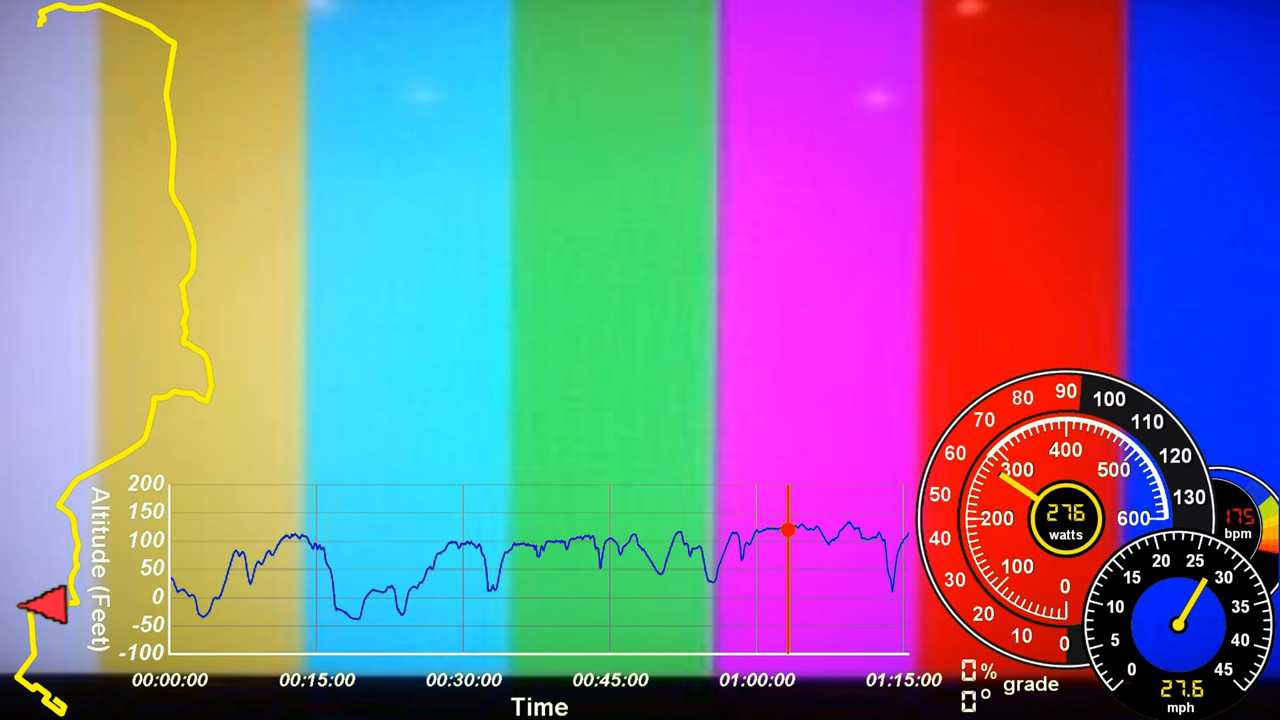 Altitude (Feet)
200
150
100
50
0
-50
-100
00:00:00 00:15:00 00:30:00 00:45:00 01:00:00 01:15:00
Time
0 10 20 30 40 50 60 70 80 90 100 110 120 130
0 100 200 300 400 500 600
276
watts
175
bpm
0 5 10 15 20 25 30 35 40 45
27.6
mph
0% grade
0°